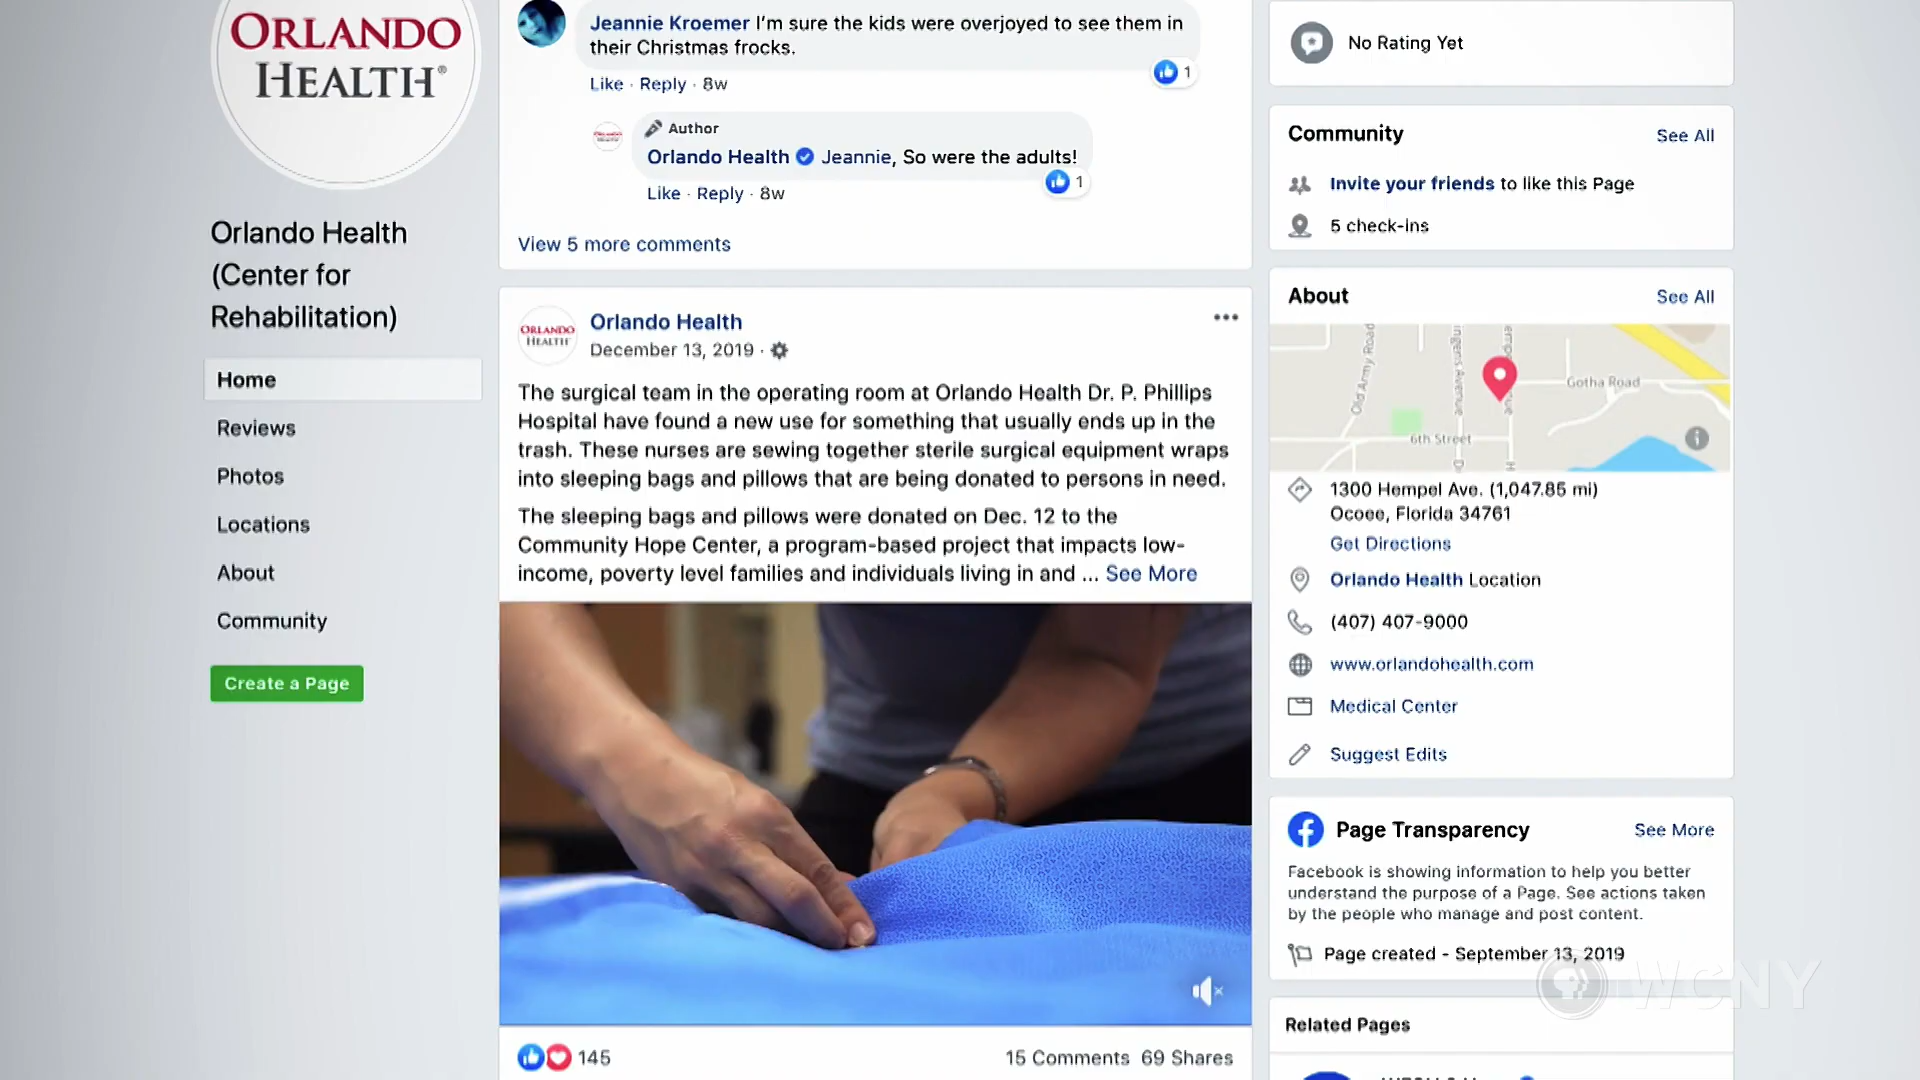 ORLANDO
HEALTH®
Orlando Health
(Center for
Rehabilitation)
Home
Reviews
Photos
Locations
About
Community
Create a Page
Jeannie Kroemer I'm sure the kids were overjoyed to see them in
their Christmas frocks.
1
Like · Reply · 8w
Author
Orlando Health Jeannie, So were the adults!
1
Like · Reply · 8w
View 5 more comments
ORLANDO
HEALTH
Orlando Health
December 13, 2019 ·
The surgical team in the operating room at Orlando Health Dr. P. Phillips
Hospital have found a new use for something that usually ends up in the
trash. These nurses are sewing together sterile surgical equipment wraps
into sleeping bags and pillows that are being donated to persons in need.
The sleeping bags and pillows were donated on Dec. 12 to the
Community Hope Center, a program-based project that impacts low-
income, poverty level families and individuals living in and ... See More
145
15 Comments 69 Shares
No Rating Yet
Community See All
Invite your friends to like this Page
5 check-ins
About See All
Old Army Road
Gotha Road
6th Street
1300 Hempel Ave. (1,047.85 mi)
Ocoee, Florida 34761
Get Directions
Orlando Health Location
(407) 407-9000
www.orlandohealth.com
Medical Center
Suggest Edits
Page Transparency See More
Facebook is showing information to help you better
understand the purpose of a Page. See actions taken
by the people who manage and post content.
Page created - September 13, 2019
WCNY
Related Pages